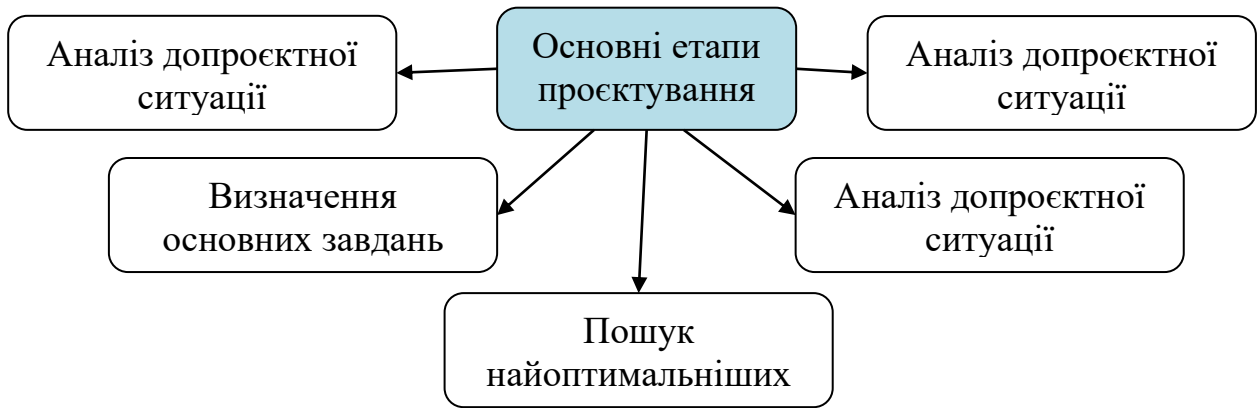 Основні етапи
проєктування
Аналіз допроєктної
ситуації
Аналіз допроєктної
ситуації
Визначення
основних завдань
Аналіз допроєктної
ситуації
Пошук
найоптимальніших